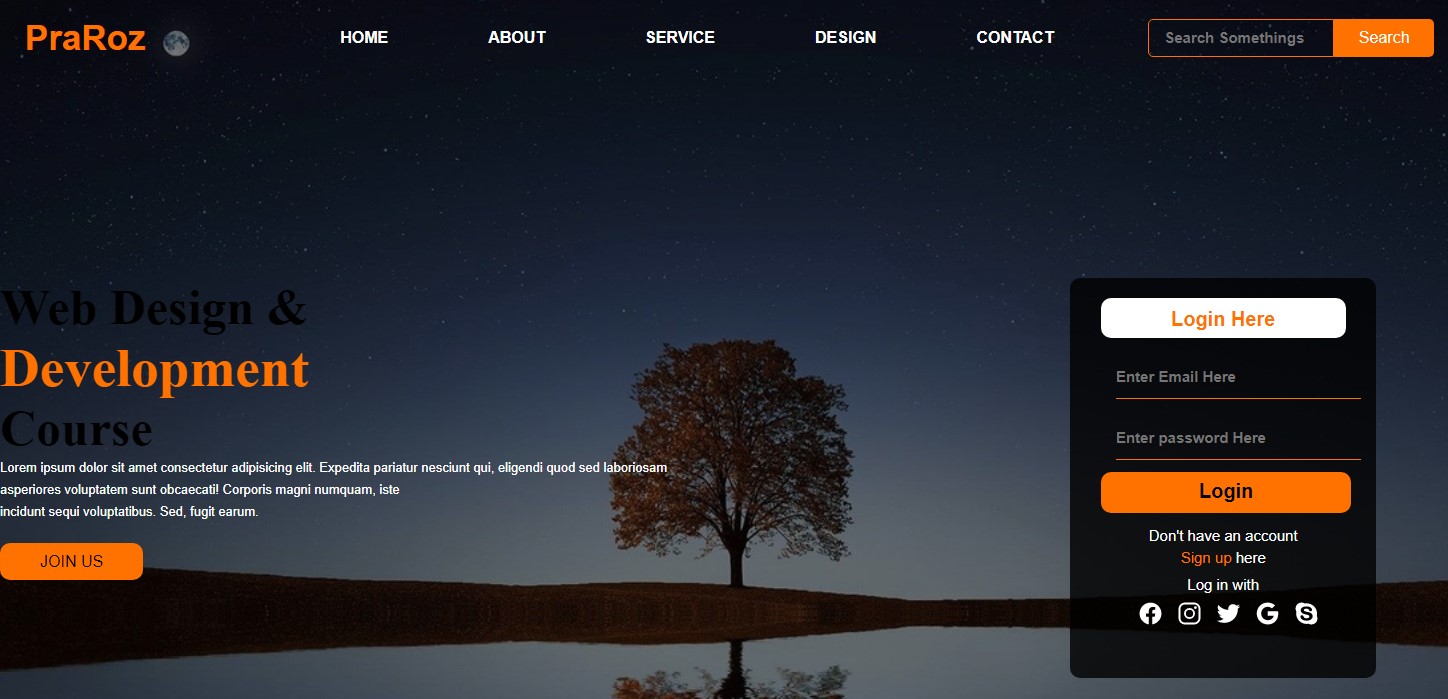 PraRoz
HOME
ABOUT
SERVICE
DESIGN
CONTACT
Search Somethings
Search
Web Design &
Development
Course
Lorem ipsum dolor sit amet consectetur adipisicing elit. Expedita pariatur nesciunt qui, eligendi quod sed laboriosam
asperiores voluptatem sunt obcaecati! Corporis magni numquam, iste
incidunt sequi voluptatibus. Sed, fugit earum.
JOIN US
Login Here
Enter Email Here
Enter password Here
Login
Don't have an account
Sign up here
Log in with